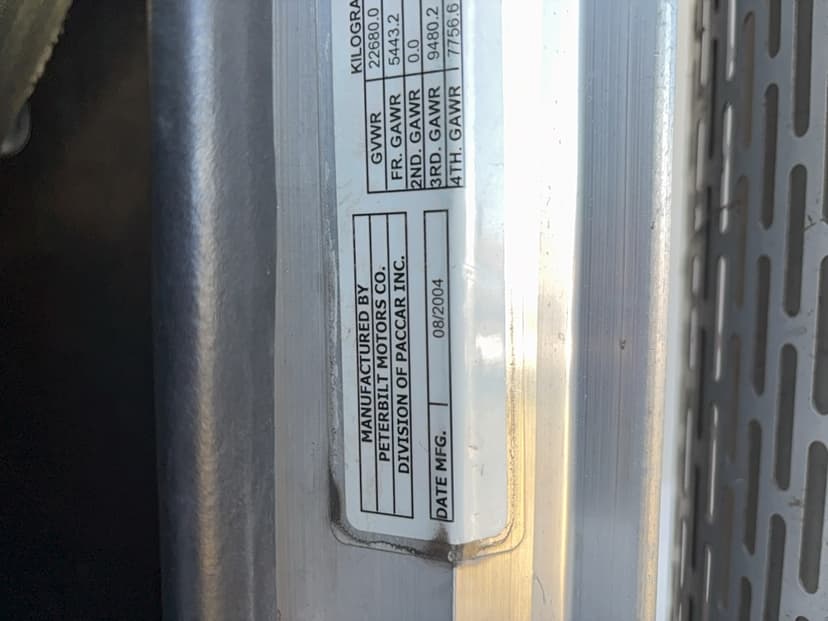 MANUFACTURED BY
PETERBILT MOTORS CO.
DIVISION OF PACCAR INC.
DATE MFG. 08/2004
KILOGRA
GVWR 22680.0
FR. GAWR 5443.2
2ND. GAWR 0.0
3RD. GAWR 9480.2
4TH. GAWR 7756.6